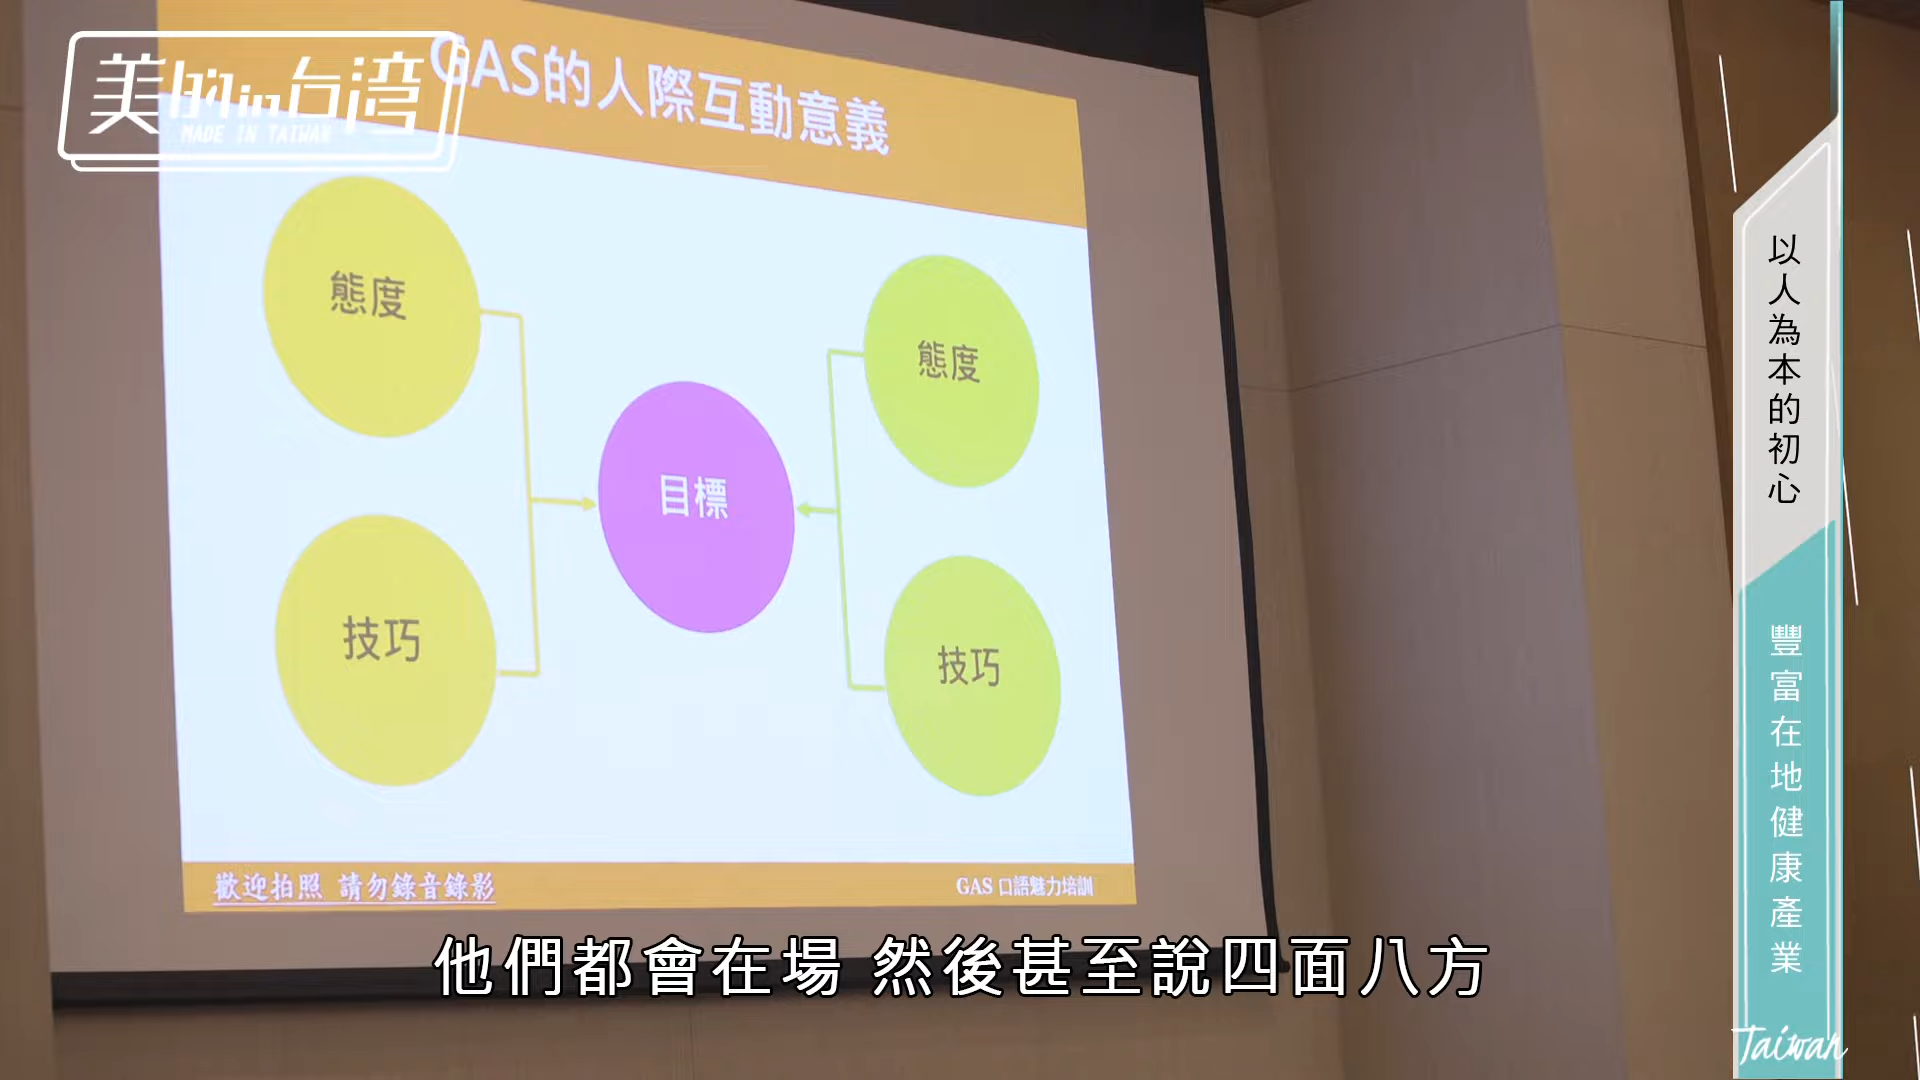 美的in台灣
MADE IN TAIWAN
GAS的人際互動意義
態度
態度
目標
技巧
技巧
歡迎拍照 請勿錄音錄影
GAS 口語魅力培訓
他們都會在場 然後甚至說四面八方
以人為本的初心
豐富在地健康產業
Taiwan